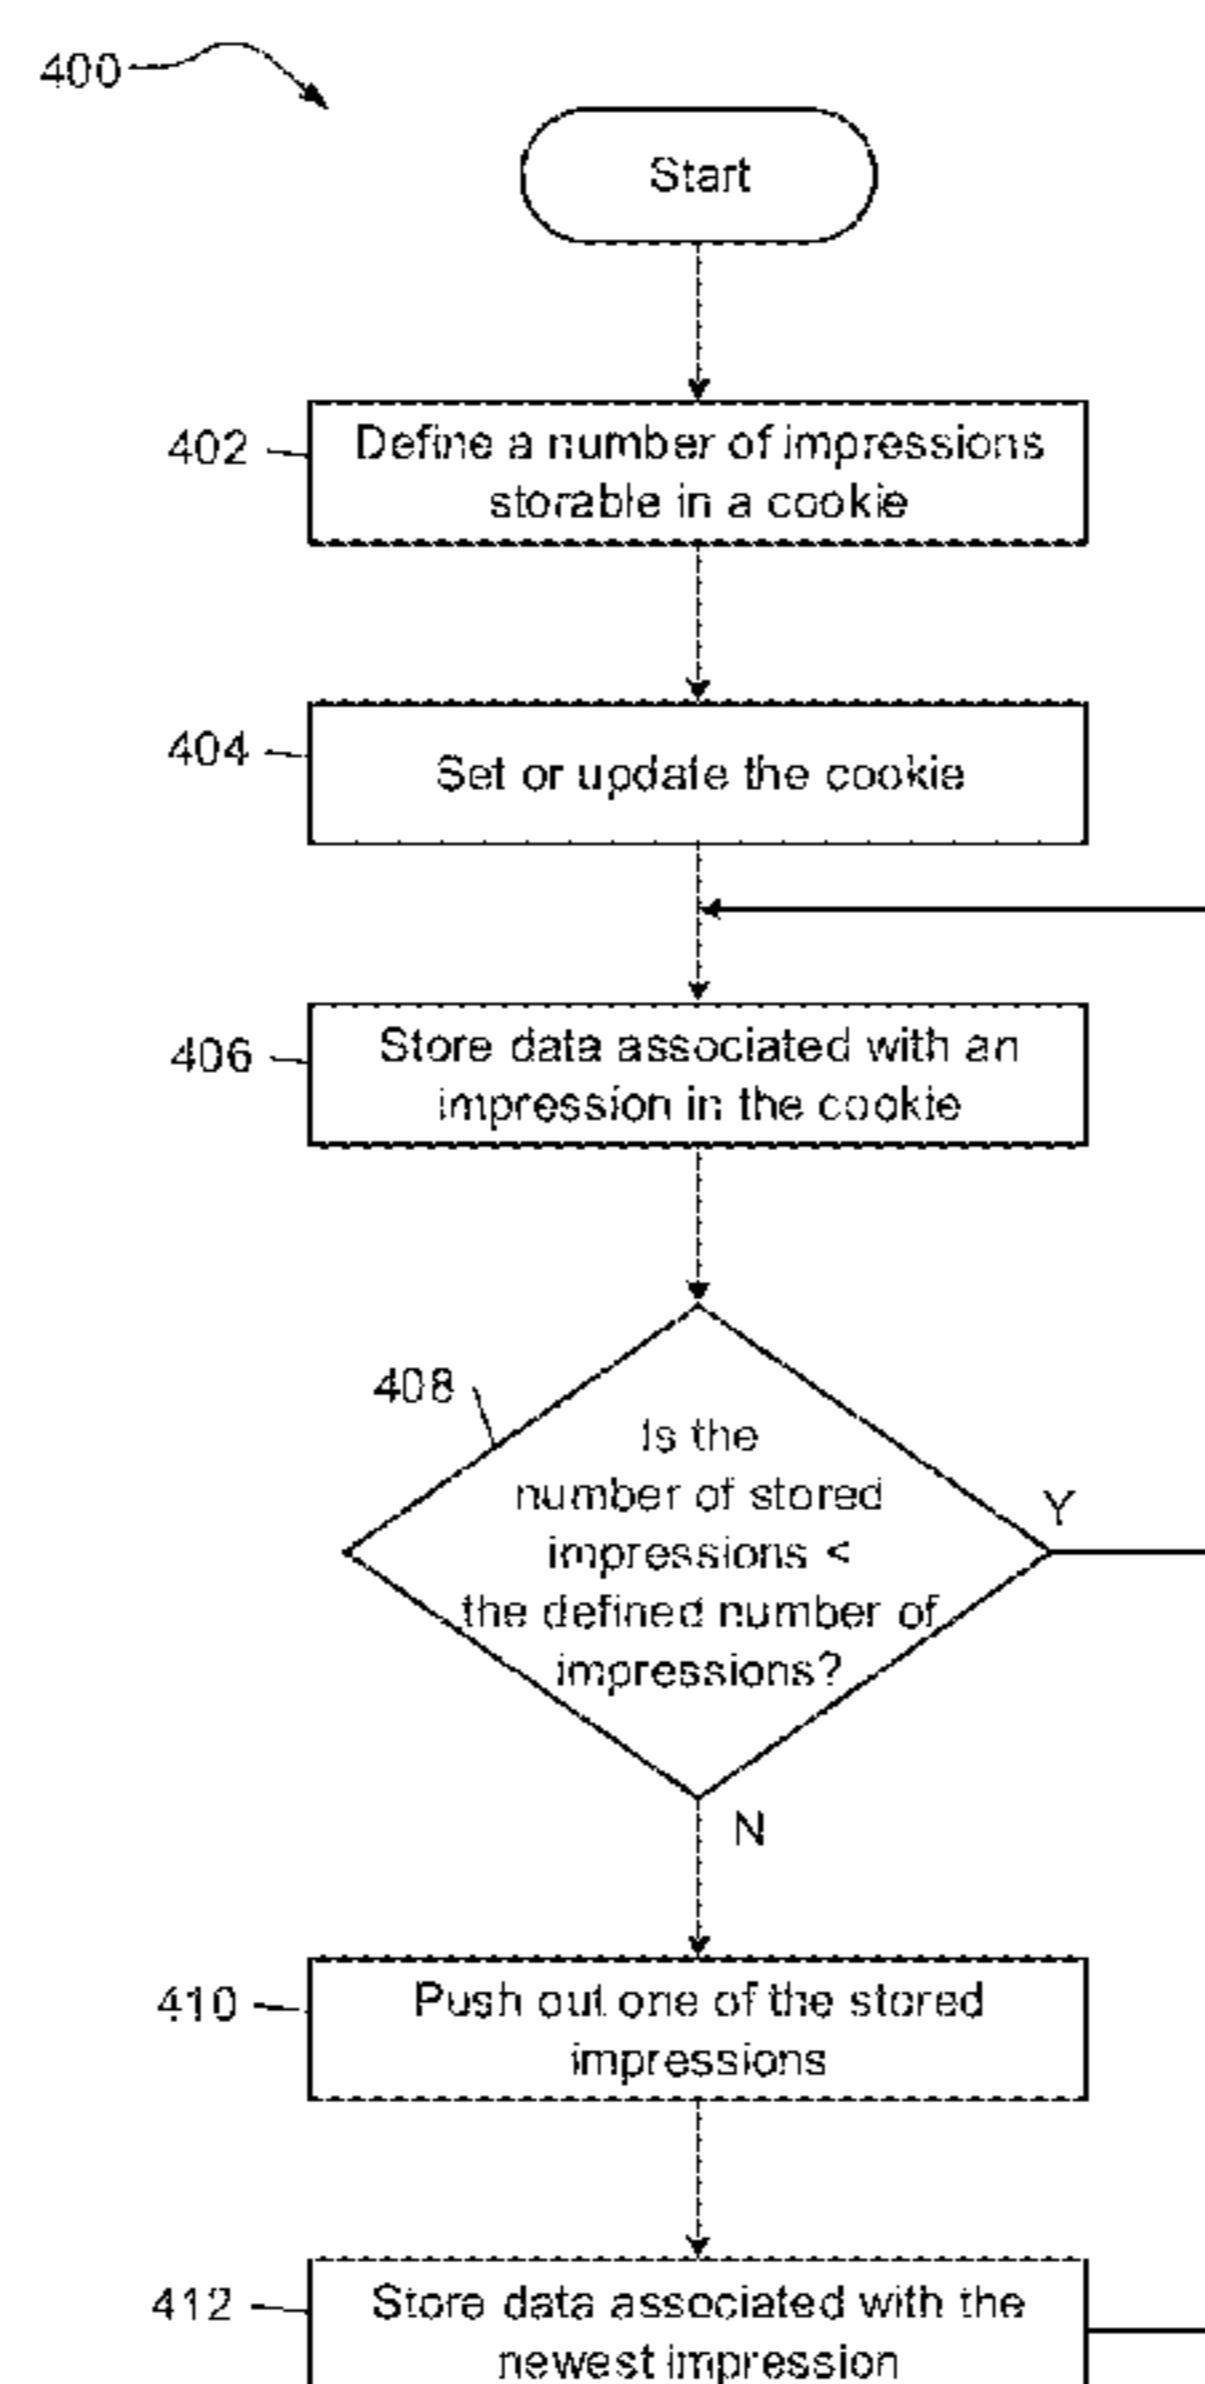 400
Start
402
Define a number of impressions
storable in a cookie
404
Set or update the cookie
406
Store data associated with an
impression in the cookie
408
Is the
number of stored
impressions <
the defined number of
impressions?
Y
N
410
Push out one of the stored
impressions
412
Store data associated with the
newest impression